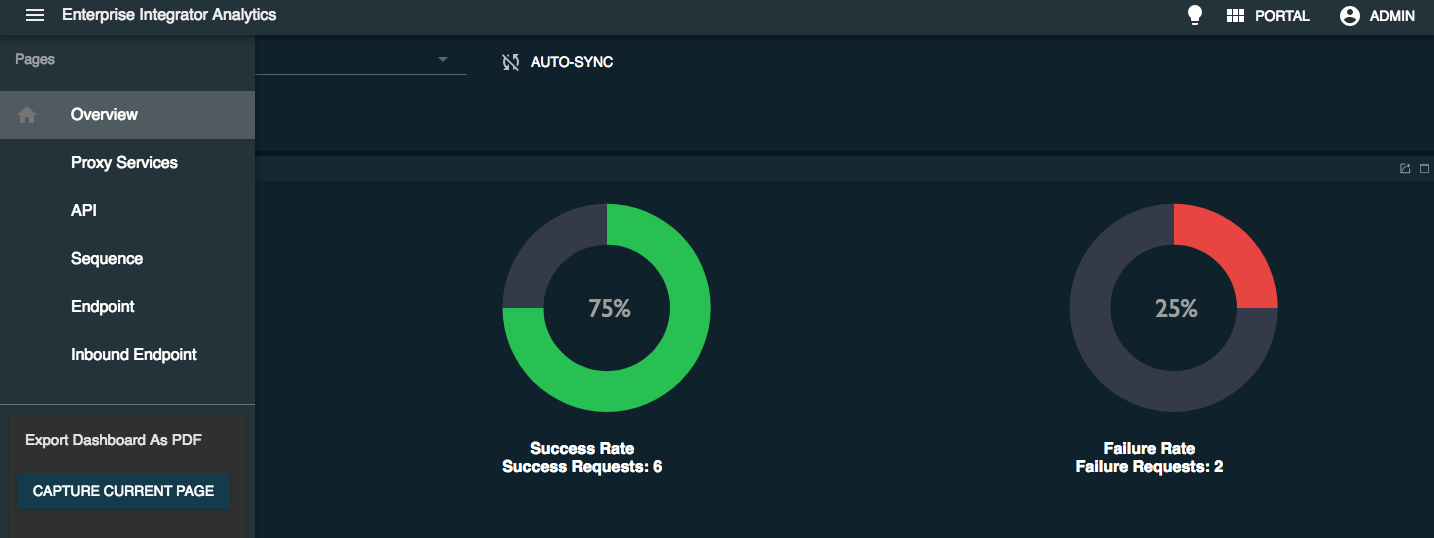 Enterprise Integrator Analytics
PORTAL
ADMIN
Pages
AUTO-SYNC
Overview
Proxy Services
API
Sequence
Endpoint
Inbound Endpoint
Export Dashboard As PDF
CAPTURE CURRENT PAGE
75%
Success Rate
Success Requests: 6
25%
Failure Rate
Failure Requests: 2